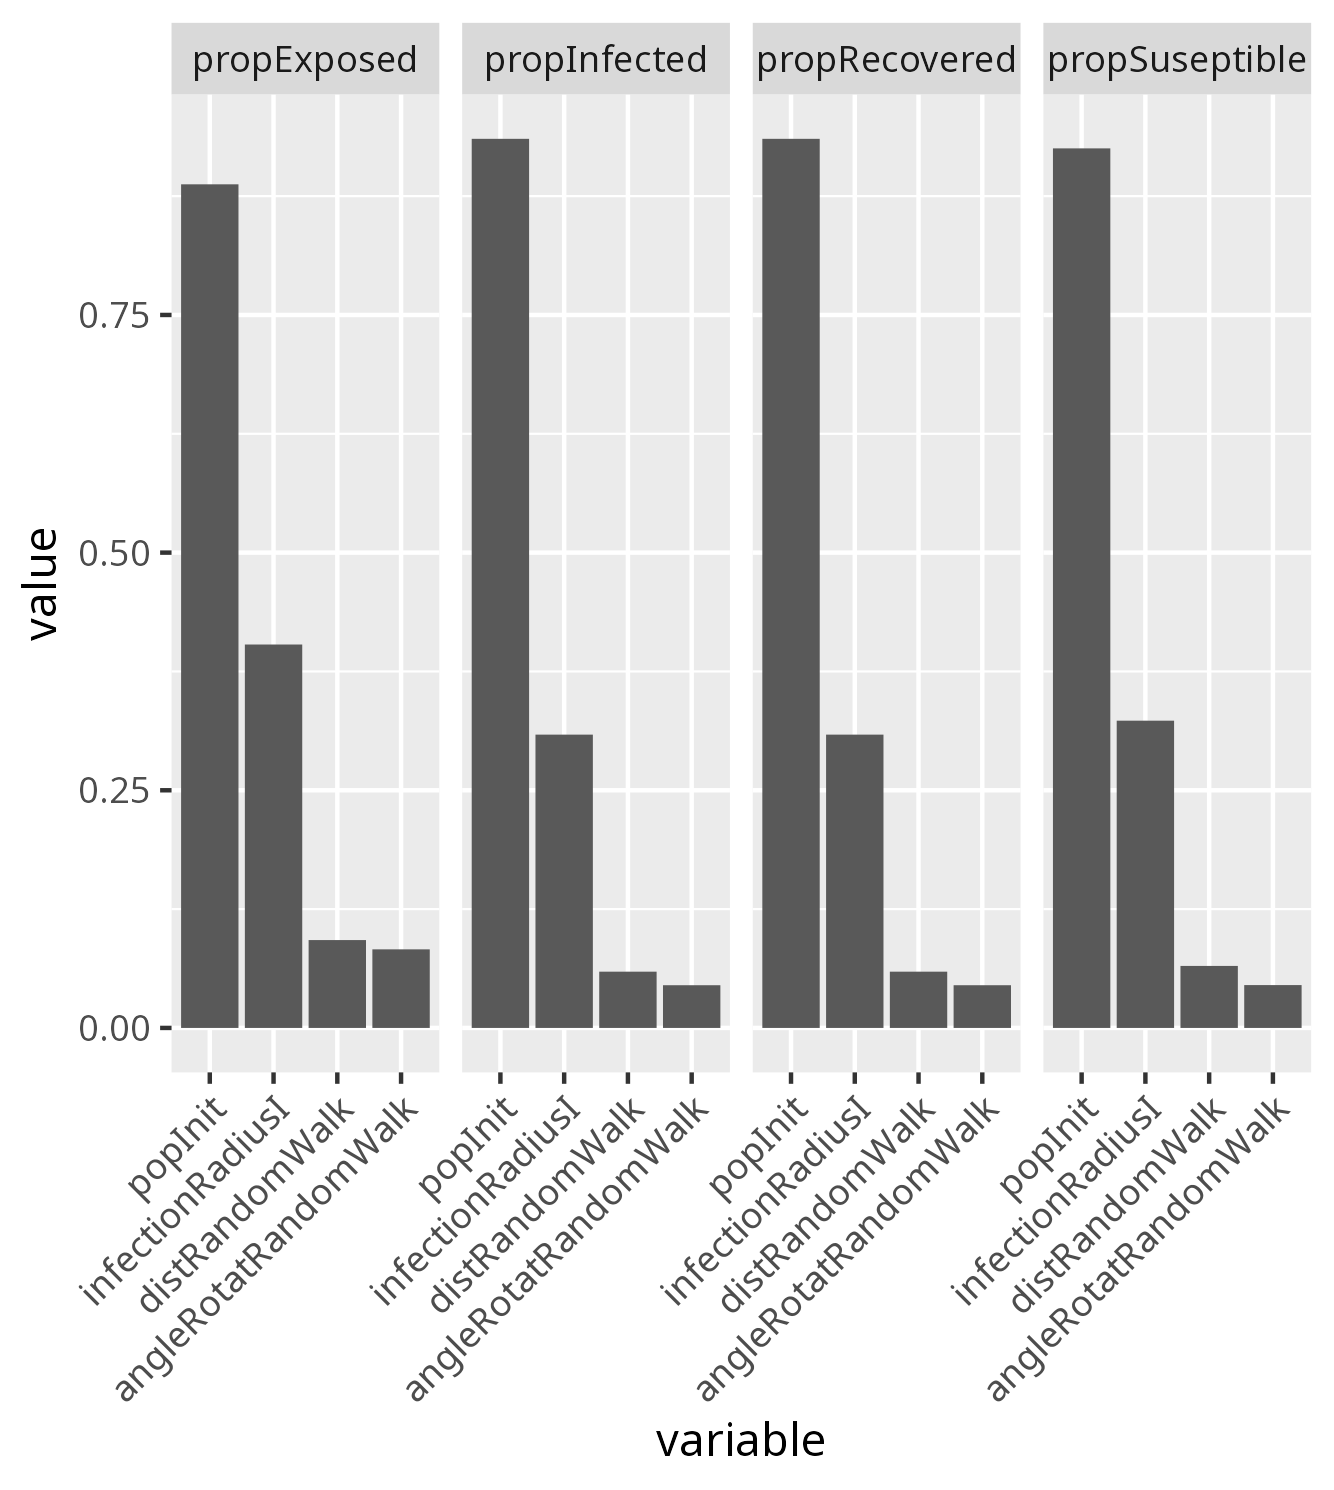 propExposed propInfected propRecovered propSuseptible
value
0.75
0.50
0.25
0.00
popInit infectionRadiusI distRandomWalk angleRotatRandomWalk popInit infectionRadiusI distRandomWalk angleRotatRandomWalk popInit infectionRadiusI distRandomWalk angleRotatRandomWalk popInit infectionRadiusI distRandomWalk angleRotatRandomWalk
variable